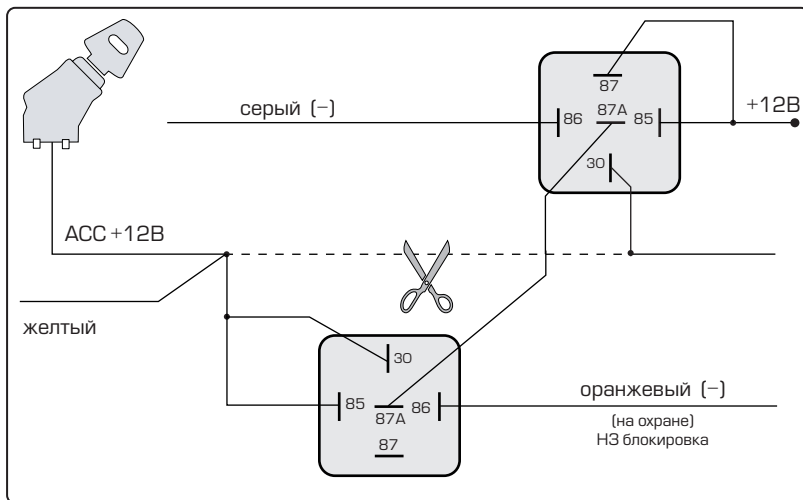 87
серый (–)
86
87А
85
+12В
30
АСС +12В
желтый
30
85
87А
86
87
оранжевый (–)
(на охране)
НЗ блокировка